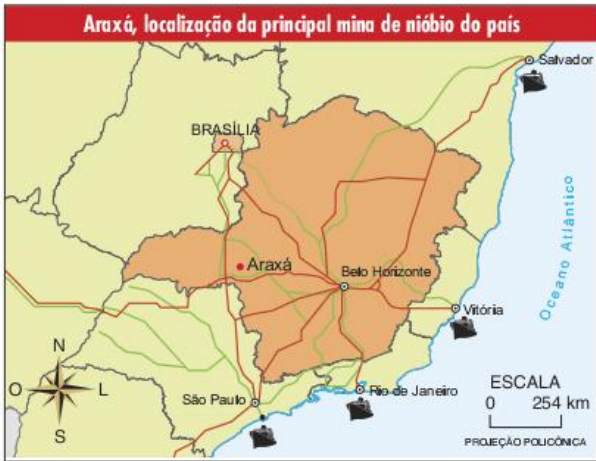 Araxá, localização da principal mina de nióbio do país
Salvador
BRASÍLIA
Oceano Atlântico
Araxá
Belo Horizonte
Vitória
N
O L
S
São Paulo
Rio de Janeiro
ESCALA
0 254 km
PROJEÇÃO POLICÔNICA